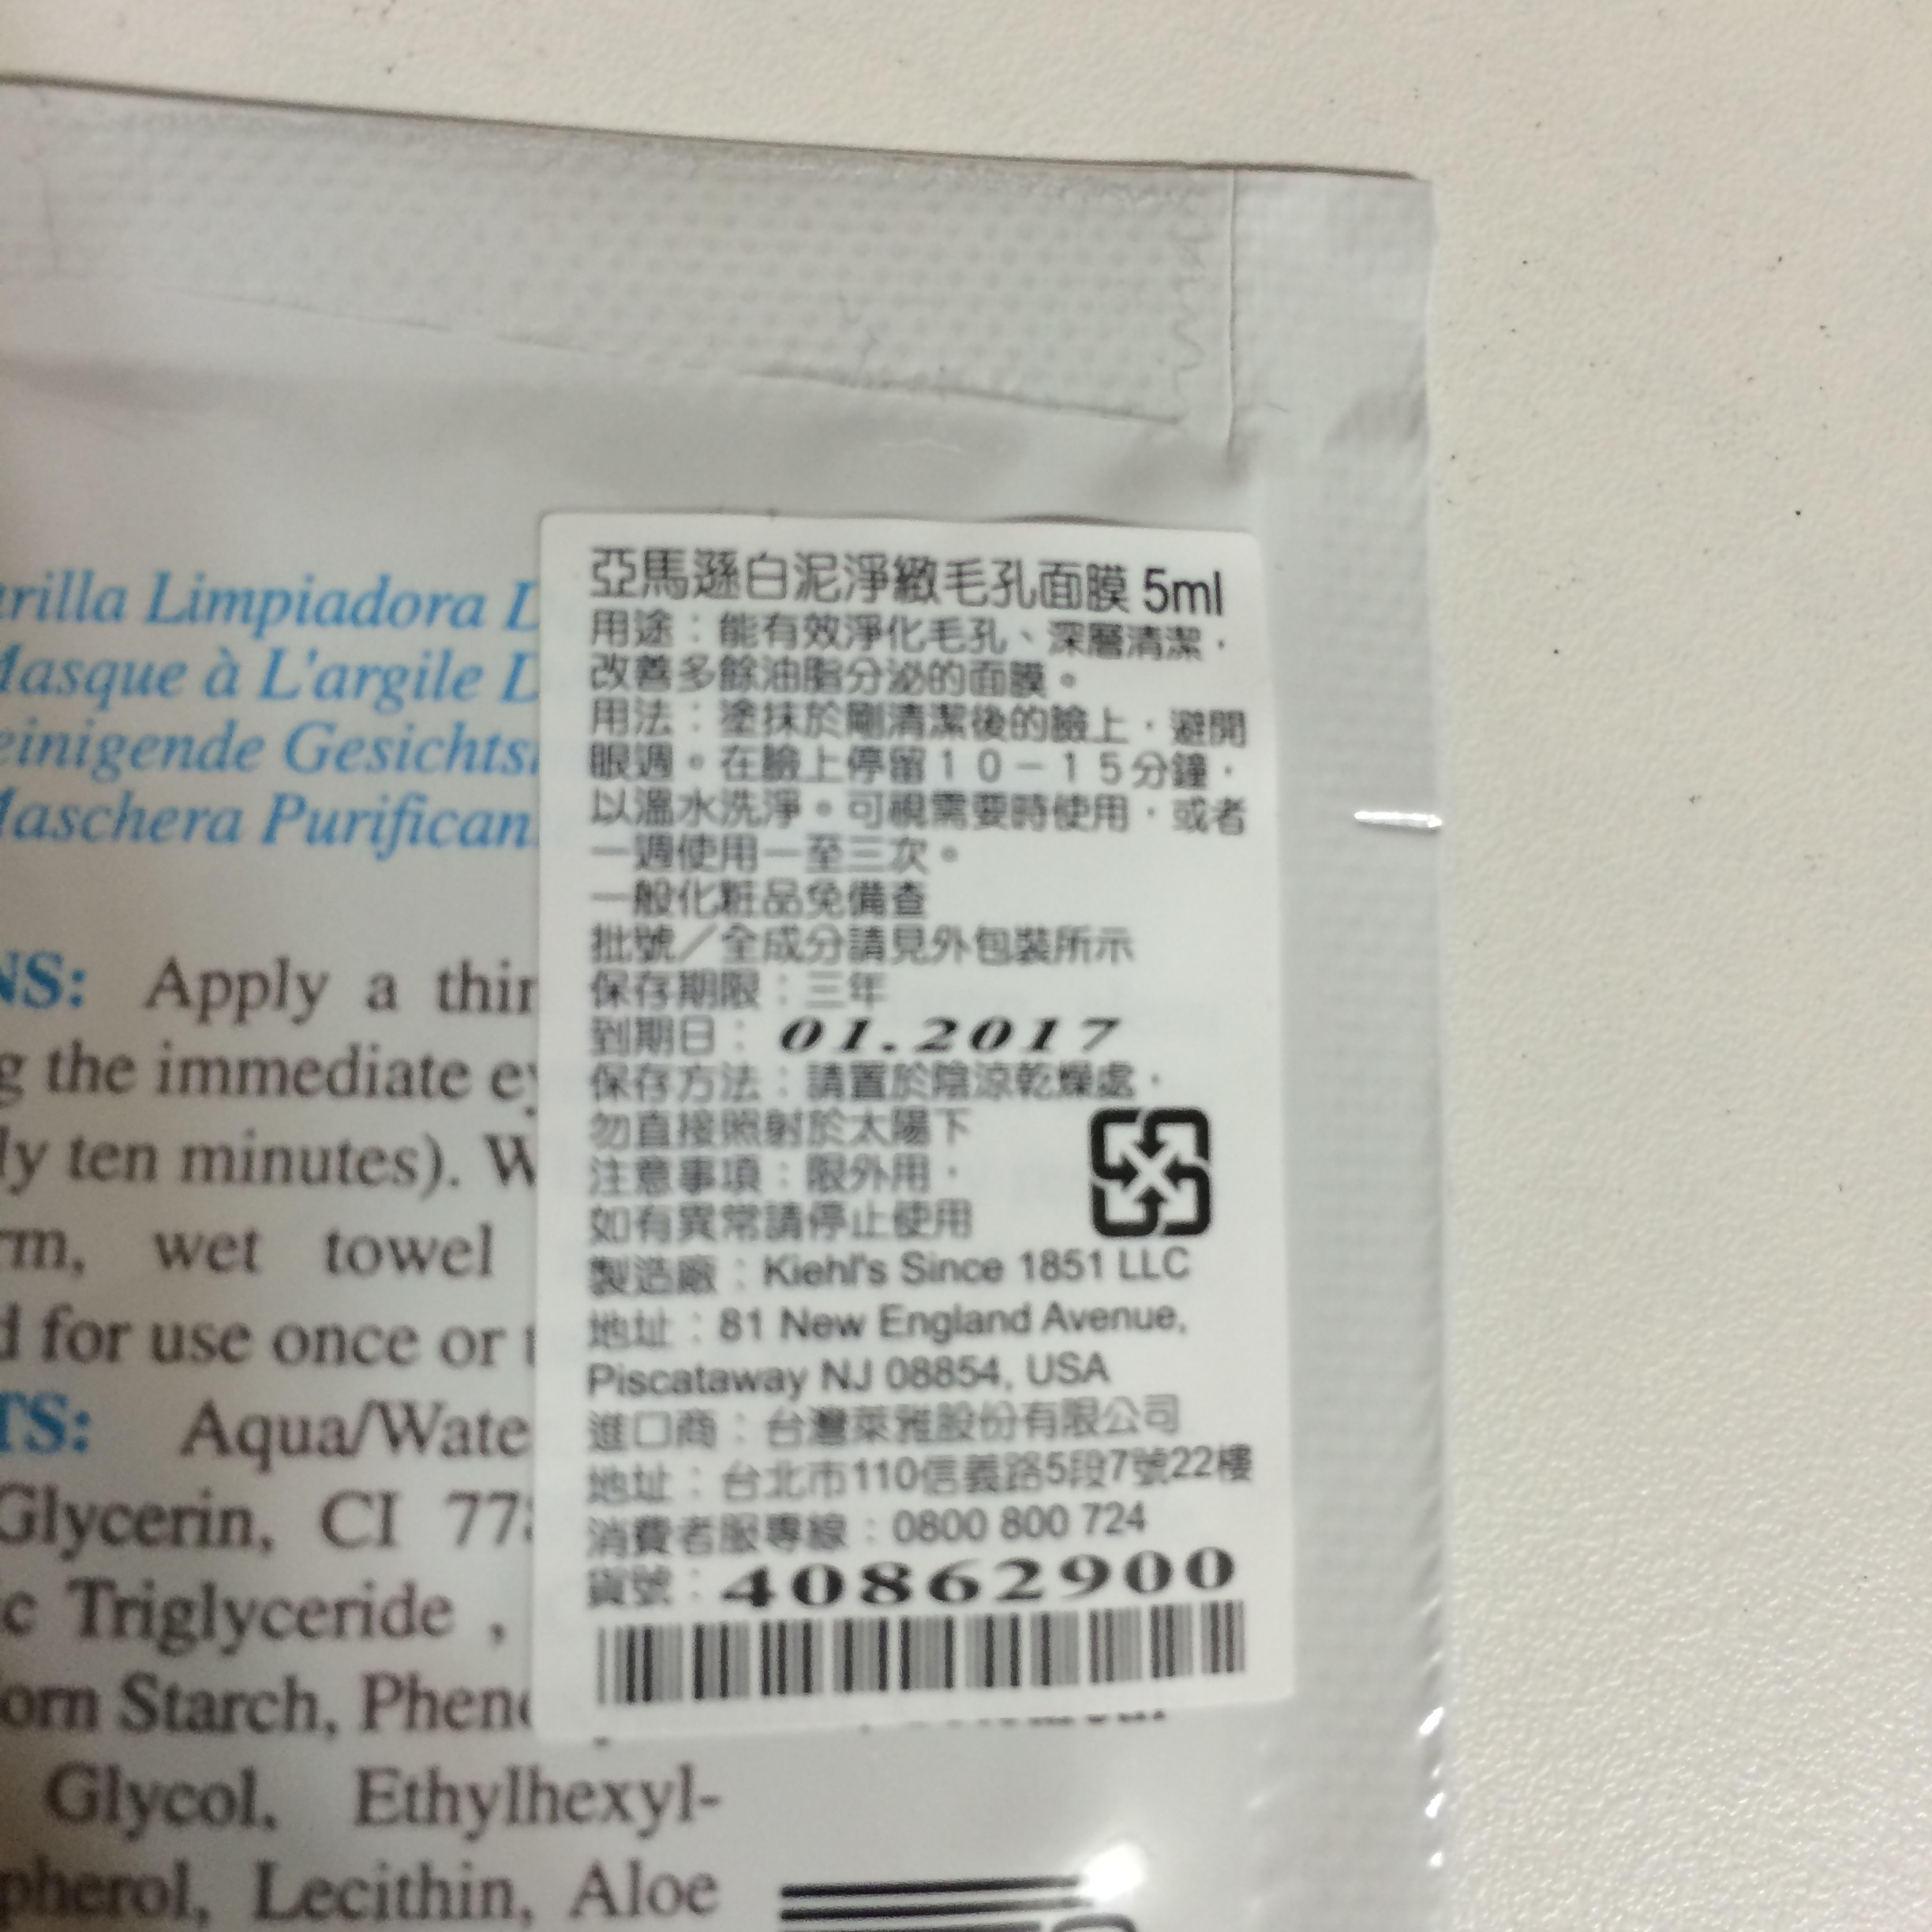 arilla Limpiadora D
Masque à L'argile D
einigende Gesichts
Maschera Purifican
NS: Apply a thin
g the immediate ey
ly ten minutes). W
rm, wet towel
d for use once or t
TS: Aqua/Wate
Glycerin, CI 77
c Triglyceride ,
orn Starch, Pheno
Glycol, Ethylhexyl-
pherol, Lecithin, Aloe
亞馬遜白泥淨緻毛孔面膜 5ml
用途：能有效淨化毛孔、深層清潔，
改善多餘油脂分泌的面膜。
用法：塗抹於剛清潔後的臉上，避開
眼週。在臉上停留１０－１５分鐘，
以溫水洗淨。可視需要時使用，或者
一週使用一至三次。
一般化粧品免備查
批號／全成分請見外包裝所示
保存期限：三年
到期日：01.2017
保存方法：請置於陰涼乾燥處，
勿直接照射於太陽下
注意事項：限外用，
如有異常請停止使用
製造廠：Kiehl's Since 1851 LLC
地址：81 New England Avenue,
Piscataway NJ 08854, USA
進口商：台灣萊雅股份有限公司
地址：台北市110信義路5段7號22樓
消費者服專線：0800 800 724
貨號：40862900